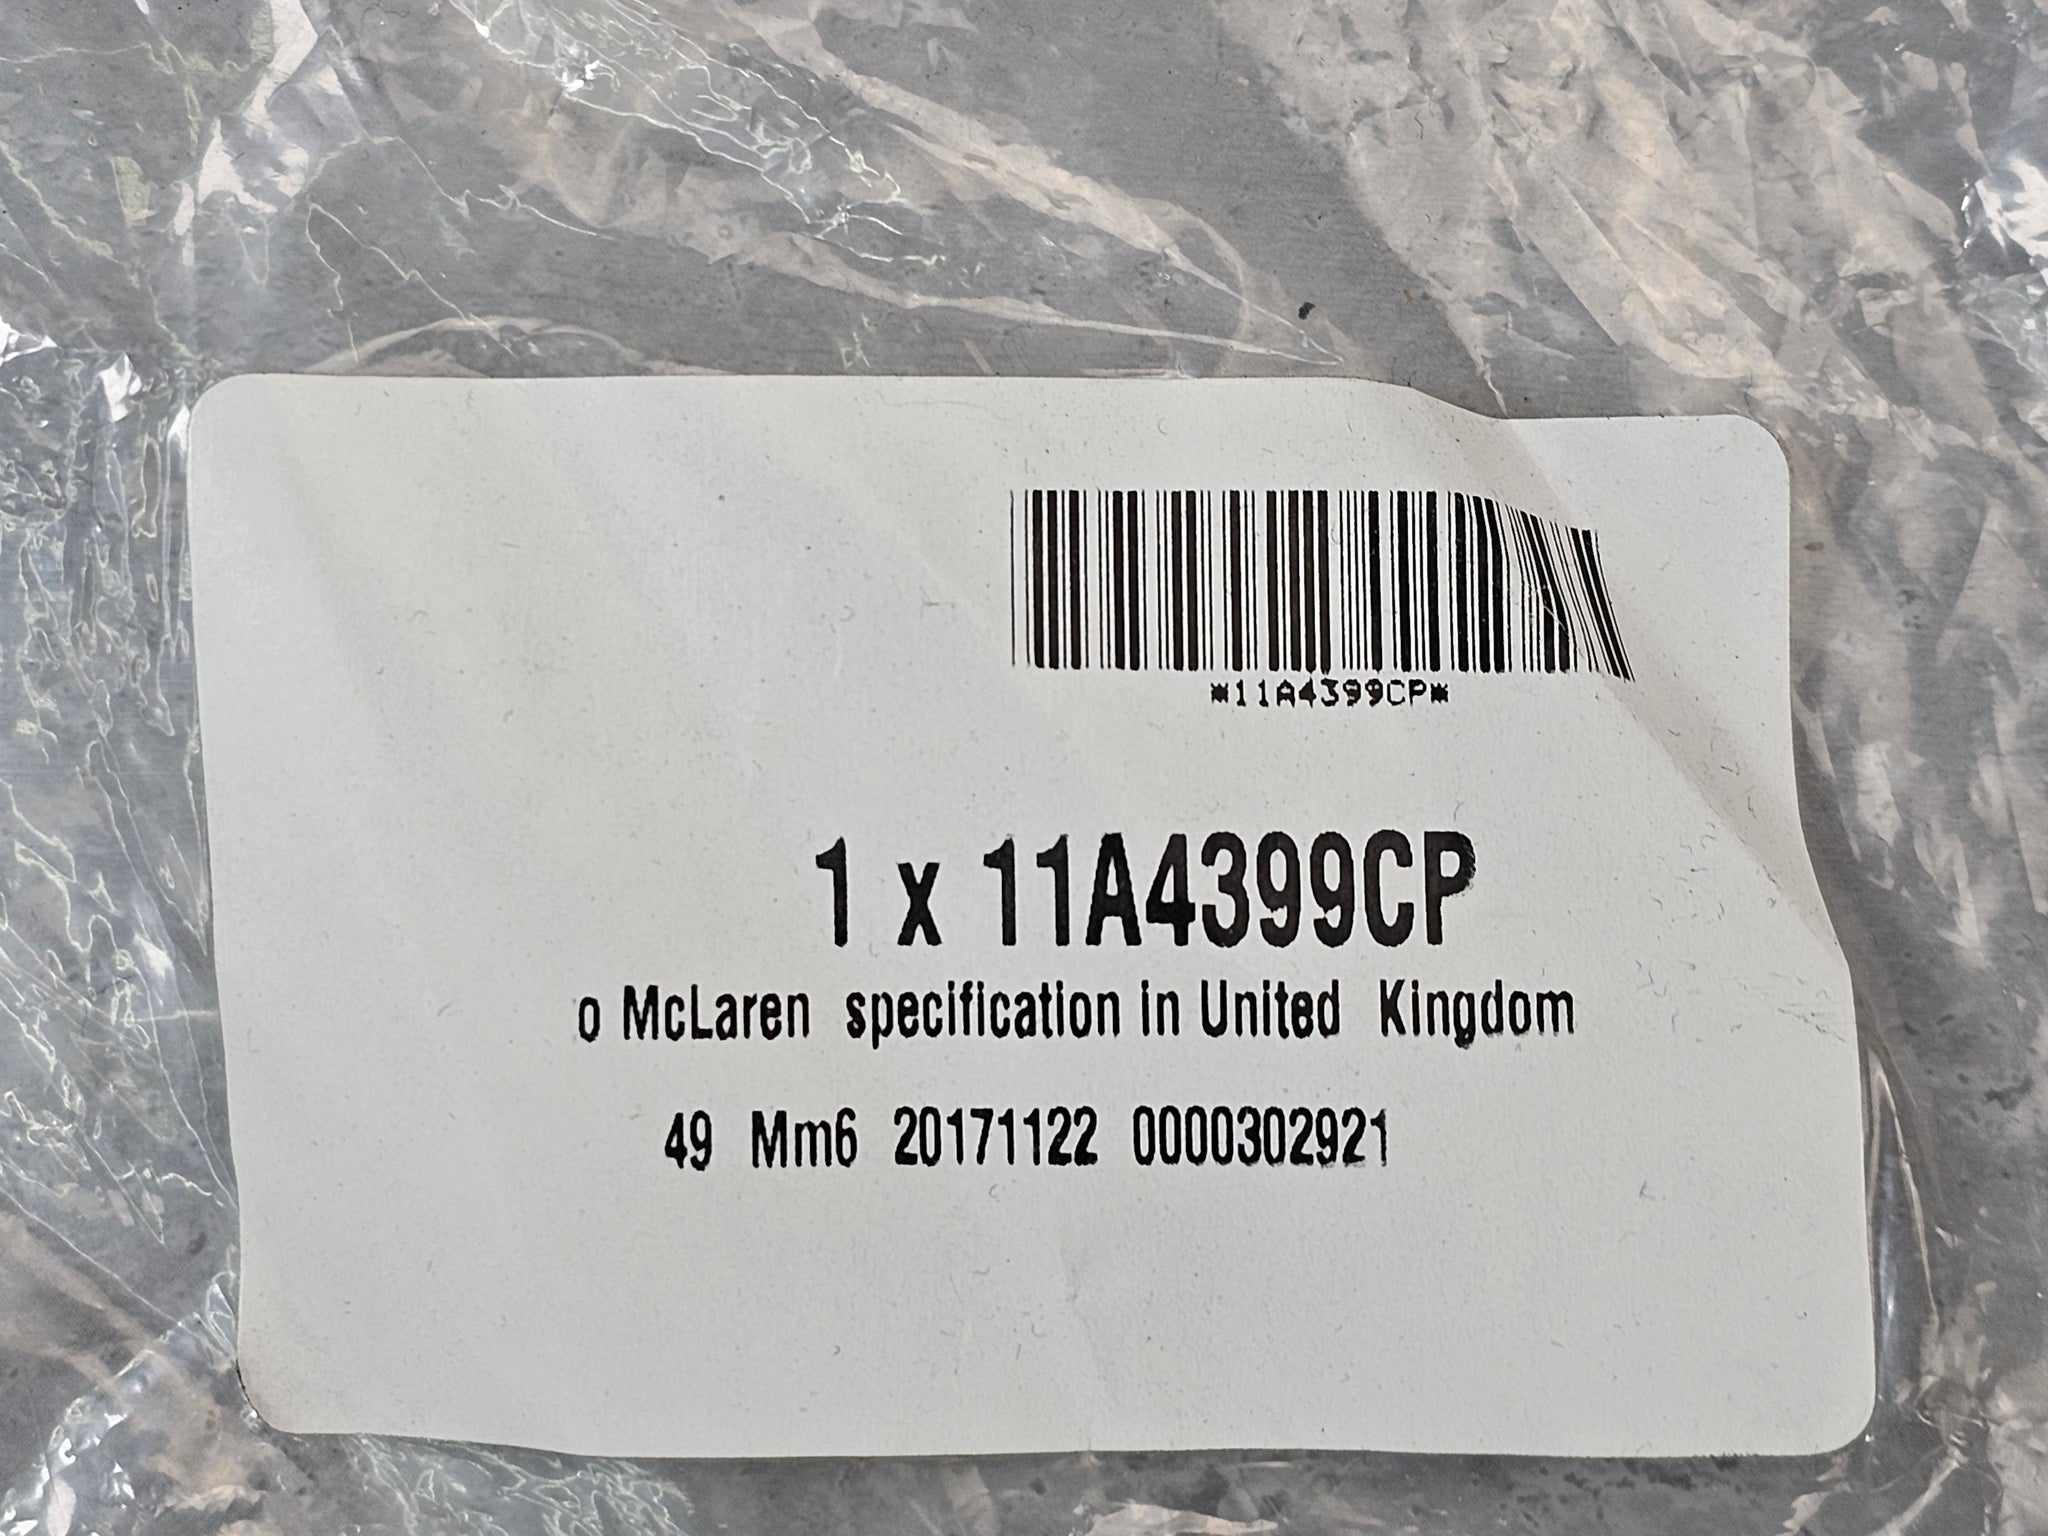 *11A4399CP*
1 x 11A4399CP
o McLaren specification in United Kingdom
49 Mm6 20171122 0000302921